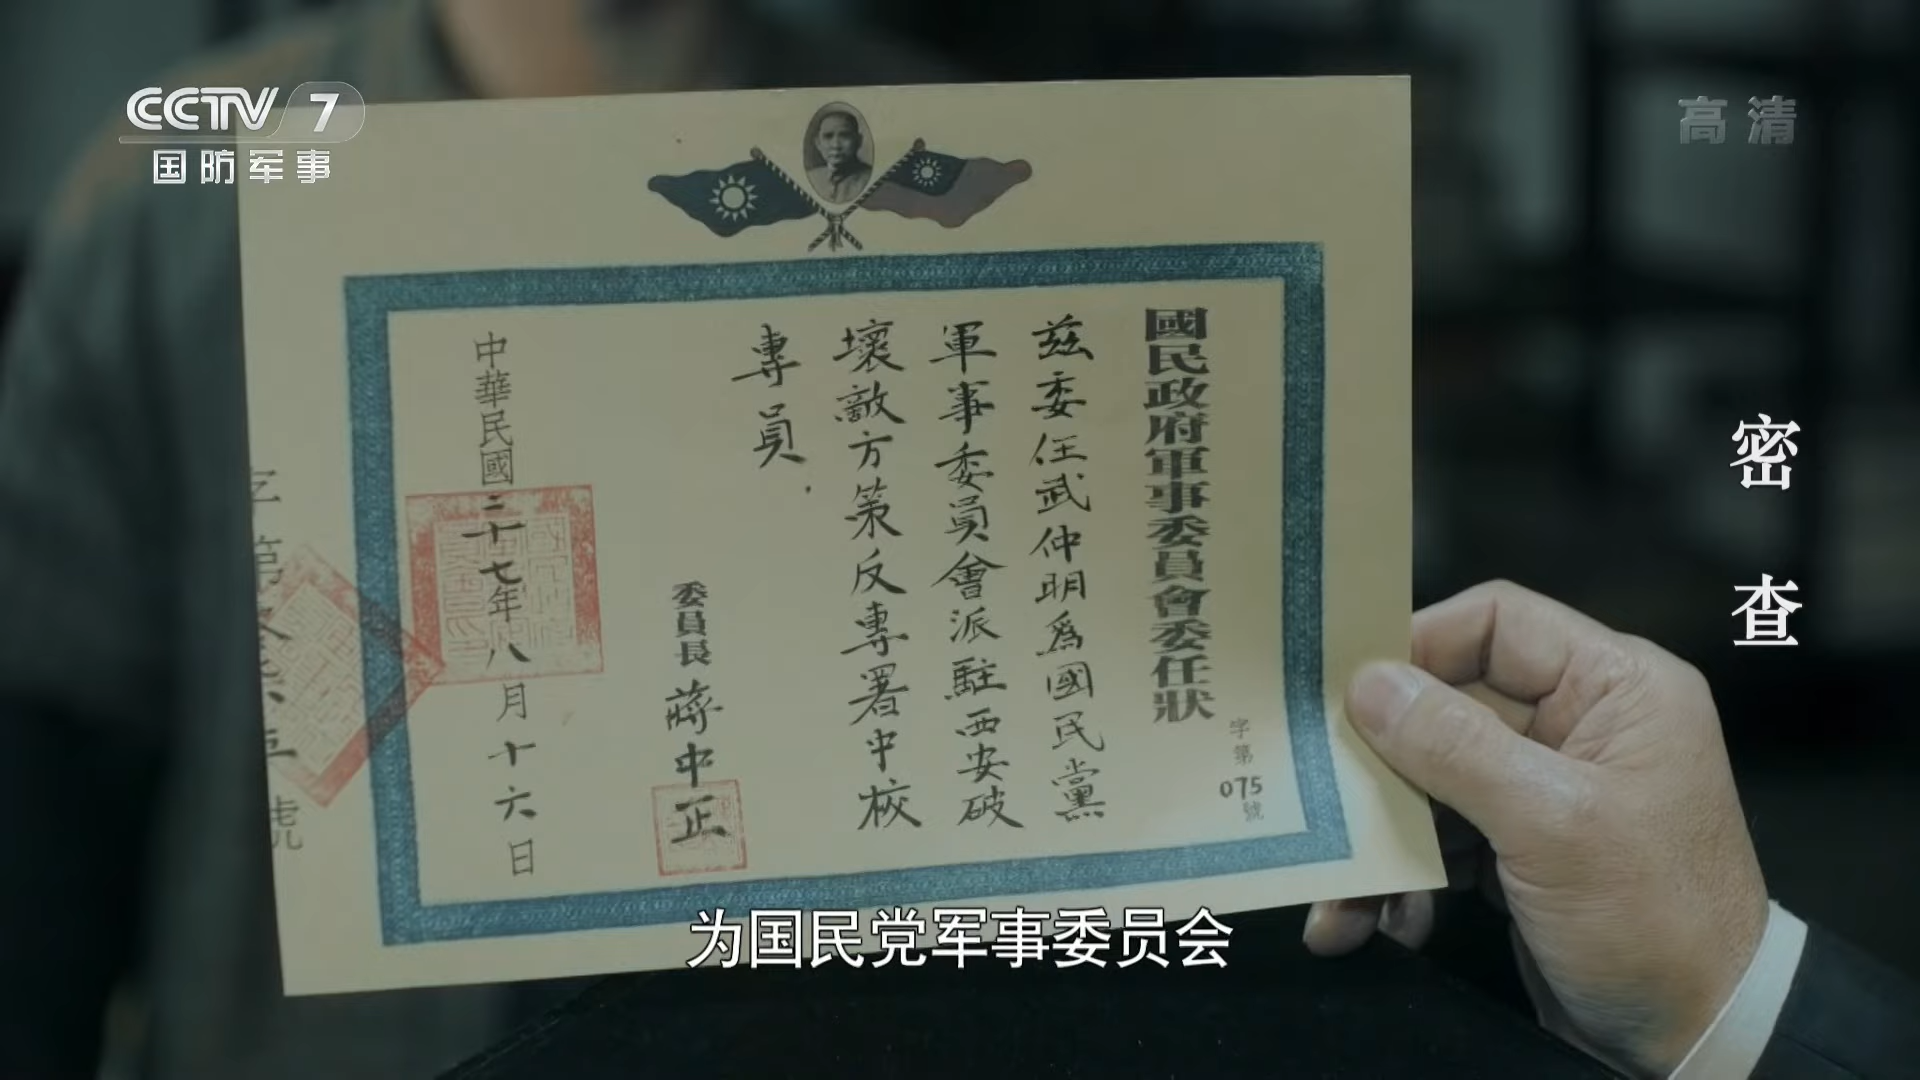 CCTV 7
国防军事
高清
密查
國民政府軍事委員會委任狀
字第075號
茲委任武仲明爲國民黨
軍事委員會派駐西安破
壞敵方策反專署中校
專員
委員長 蔣中正
中華民國二十七年八月十六日
为国民党军事委员会